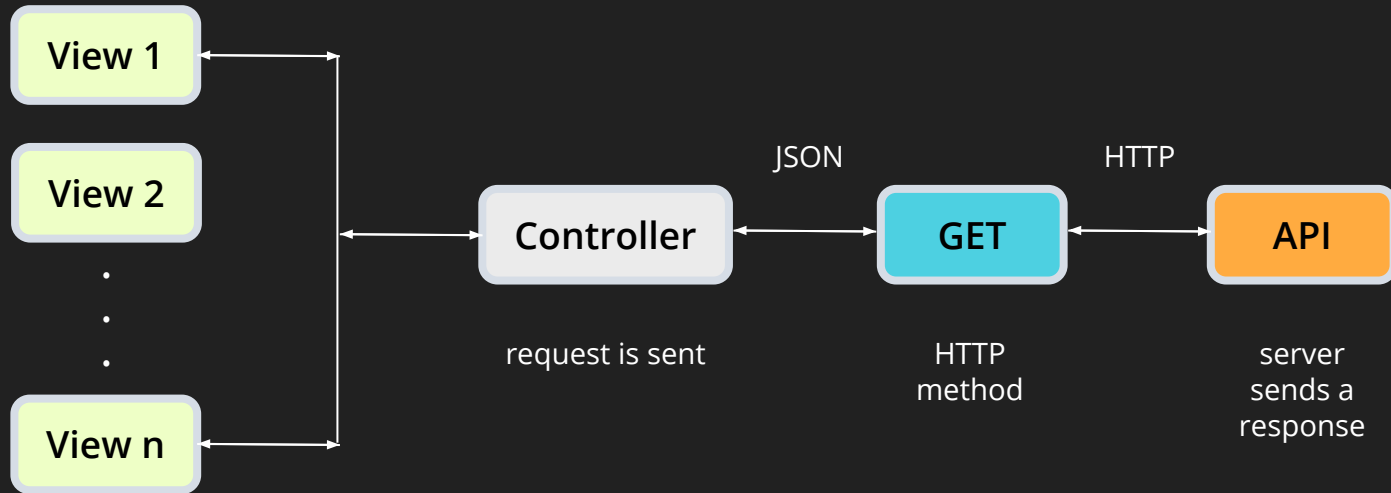 View 1
View 2
.
.
.
View n
Controller
request is sent
JSON
GET
HTTP
method
HTTP
API
server
sends a
response